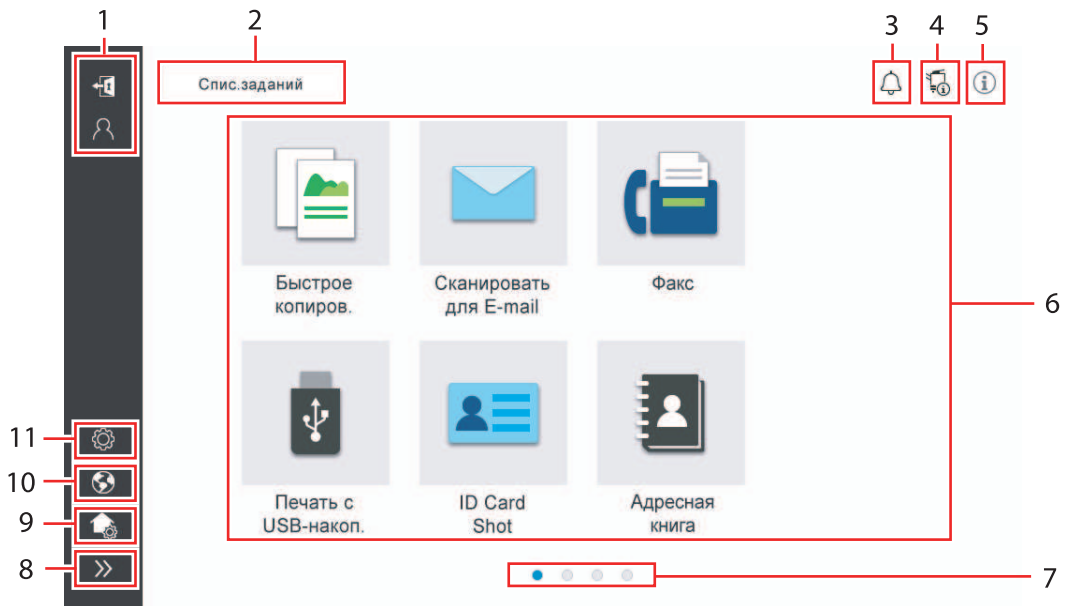 1
2
3
4
5
Спис.заданий
Быстрое
копиров.
Сканировать
для E-mail
Факс
6
Печать с
USB-накоп.
ID Card
Shot
Адресная
книга
11
10
9
8
7